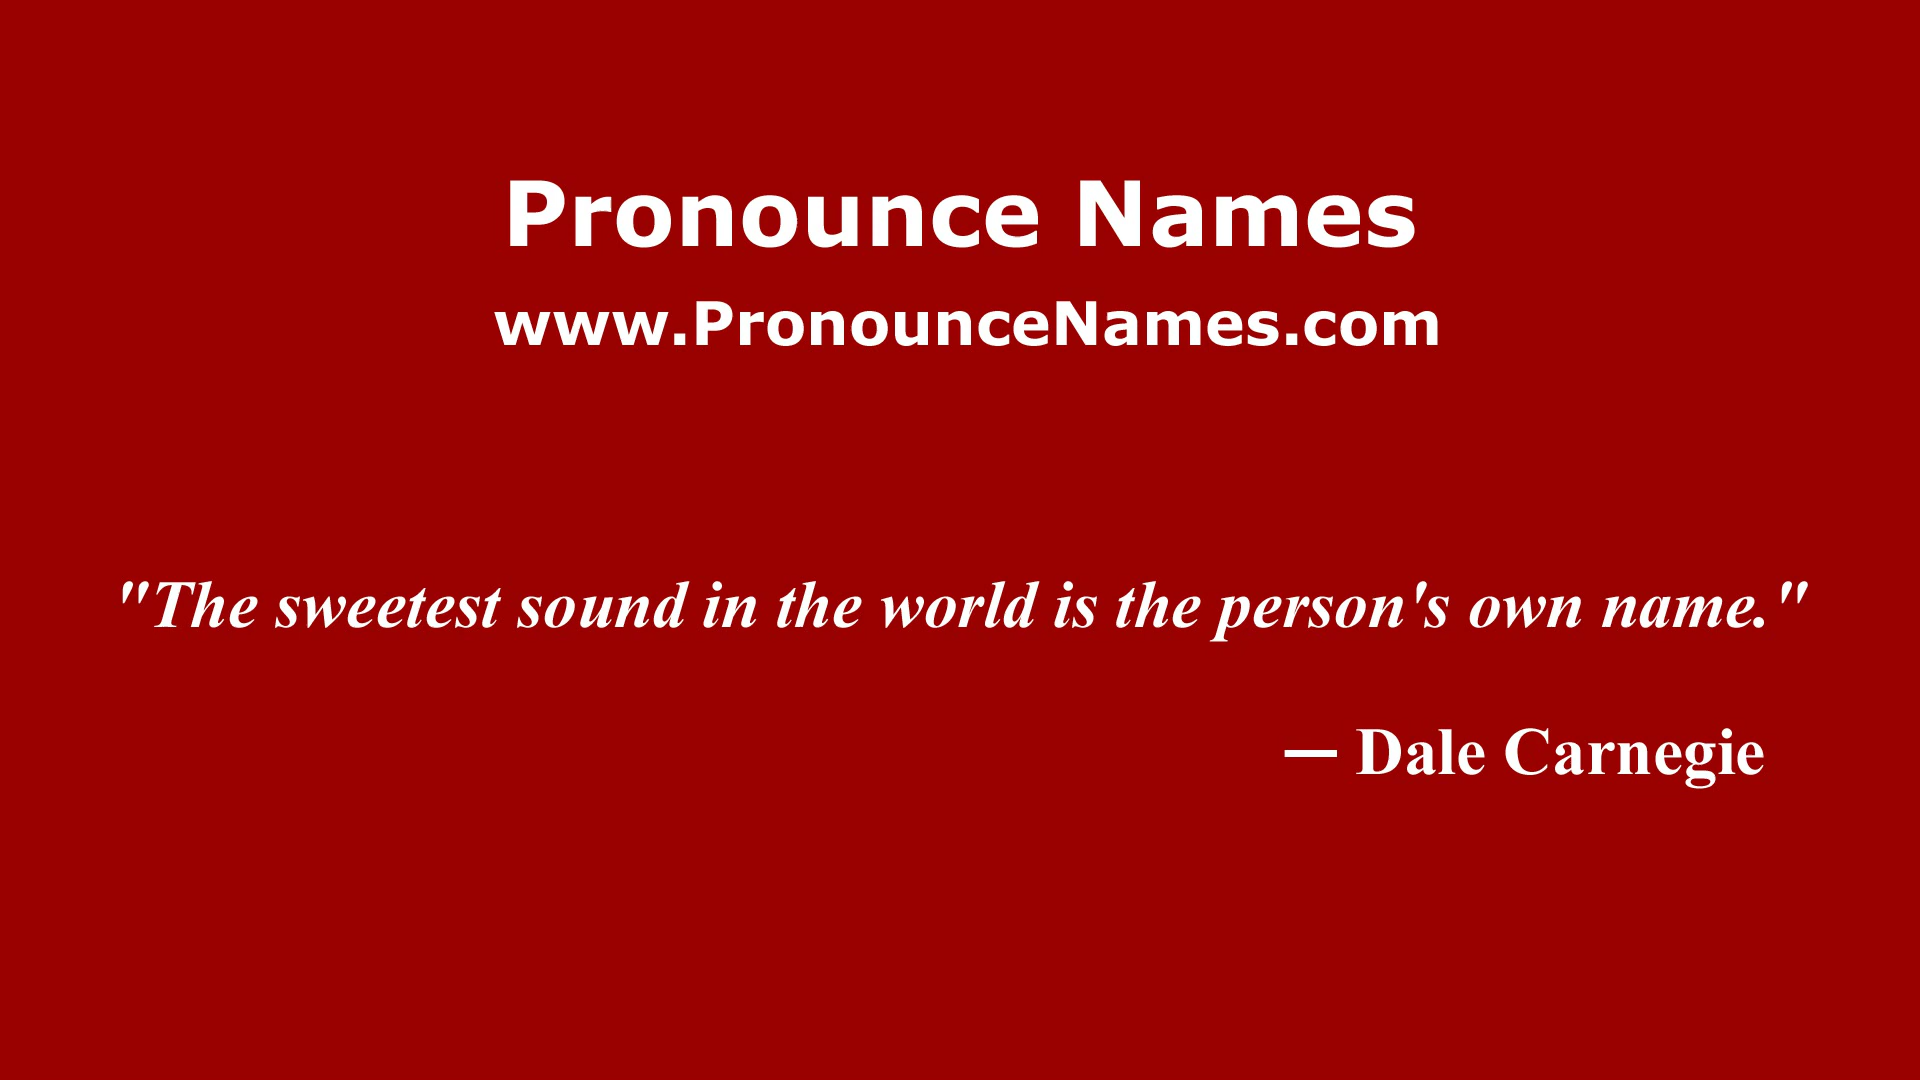 Pronounce Names
www.PronounceNames.com
"The sweetest sound in the world is the person's own name."
— Dale Carnegie